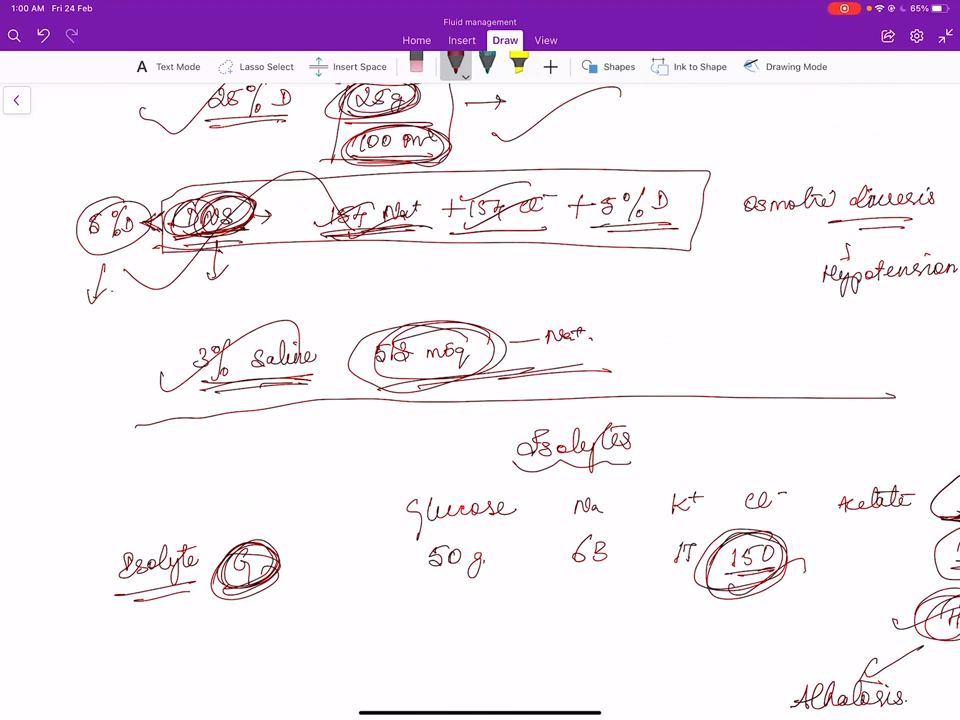 1:00 AM Fri 24 Feb
65%
Fluid management
Home Insert Draw View
Text Mode Lasso Select Insert Space Shapes Ink to Shape Drawing Mode
25% D 25g →
100 ml
5% D ← DNS → 154 Na⁺ + 154 Cl⁻ + 5% D
osmotic diuresis
↓
Hypotension
3% saline 513 mEq — Na⁺.
Isolytes
Glucose Na K⁺ Cl⁻ Acetate
Isolyte G 50 g. 63 17 150
Alkalosis.